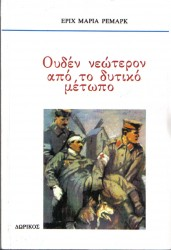 ΕΡΙΧ ΜΑΡΙΑ ΡΕΜΑΡΚ
Ουδέν νεώτερον
από το δυτικό
μέτωπο
ΔΩΡΙΚΟΣ